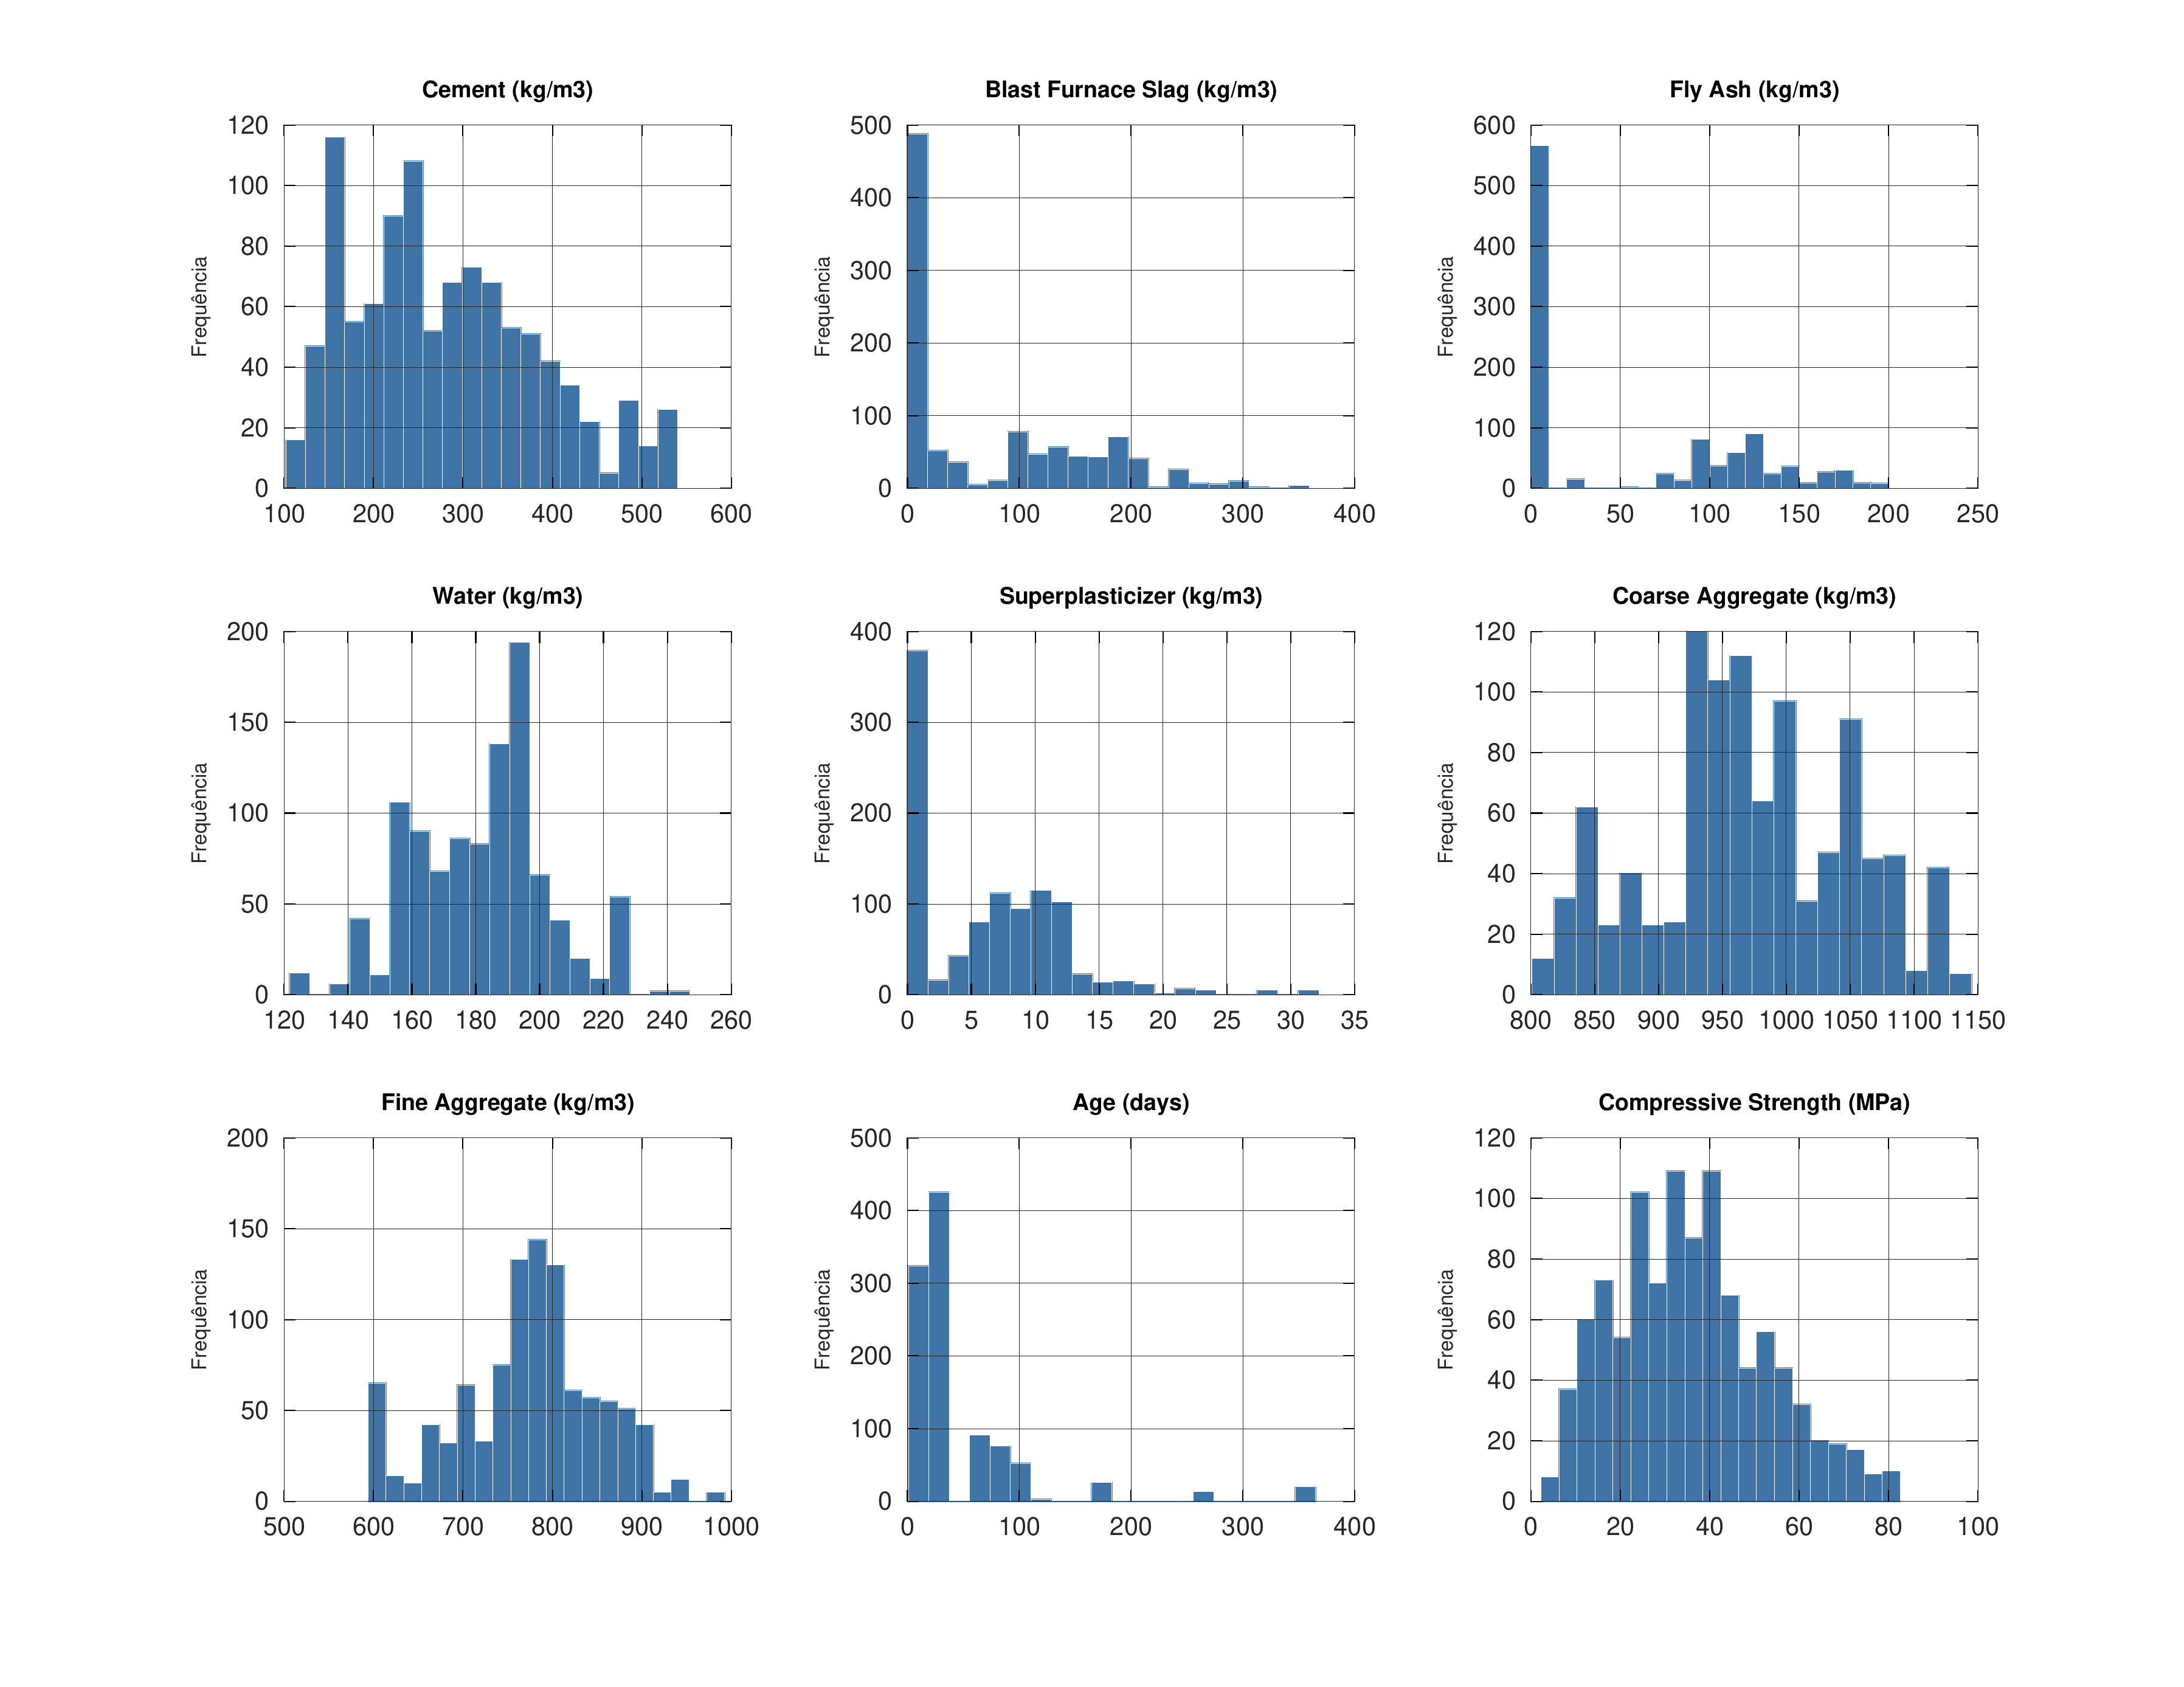 Cement (kg/m3)
Frequência
120
100
80
60
40
20
0
100 200 300 400 500 600
Blast Furnace Slag (kg/m3)
Frequência
500
400
300
200
100
0
0 100 200 300 400
Fly Ash (kg/m3)
Frequência
600
500
400
300
200
100
0
0 50 100 150 200 250
Water (kg/m3)
Frequência
200
150
100
50
0
120 140 160 180 200 220 240 260
Superplasticizer (kg/m3)
Frequência
400
300
200
100
0
0 5 10 15 20 25 30 35
Coarse Aggregate (kg/m3)
Frequência
120
100
80
60
40
20
0
800 850 900 950 1000 1050 1100 1150
Fine Aggregate (kg/m3)
Frequência
200
150
100
50
0
500 600 700 800 900 1000
Age (days)
Frequência
500
400
300
200
100
0
0 100 200 300 400
Compressive Strength (MPa)
Frequência
120
100
80
60
40
20
0
0 20 40 60 80 100